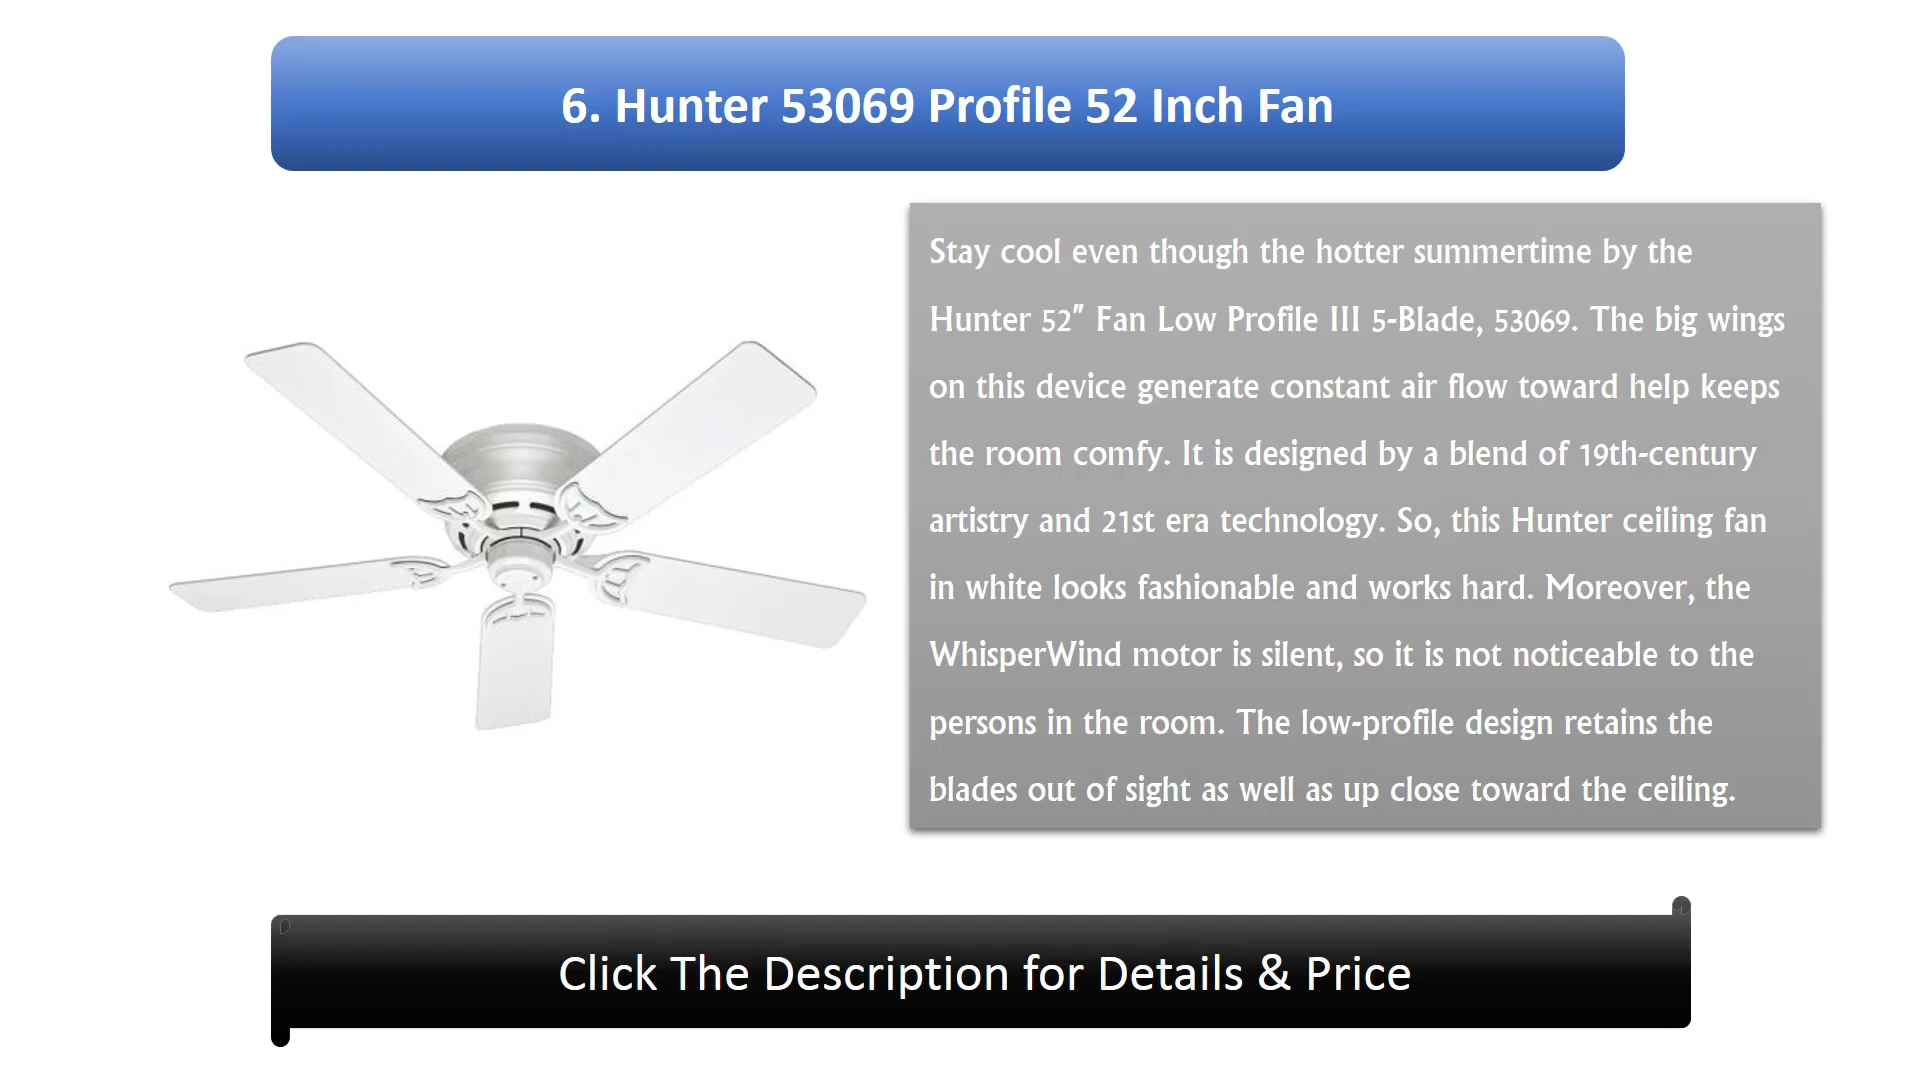 6. Hunter 53069 Profile 52 Inch Fan
Stay cool even though the hotter summertime by the
Hunter 52" Fan Low Profile III 5-Blade, 53069. The big wings
on this device generate constant air flow toward help keeps
the room comfy. It is designed by a blend of 19th-century
artistry and 21st era technology. So, this Hunter ceiling fan
in white looks fashionable and works hard. Moreover, the
WhisperWind motor is silent, so it is not noticeable to the
persons in the room. The low-profile design retains the
blades out of sight as well as up close toward the ceiling.
Click The Description for Details & Price